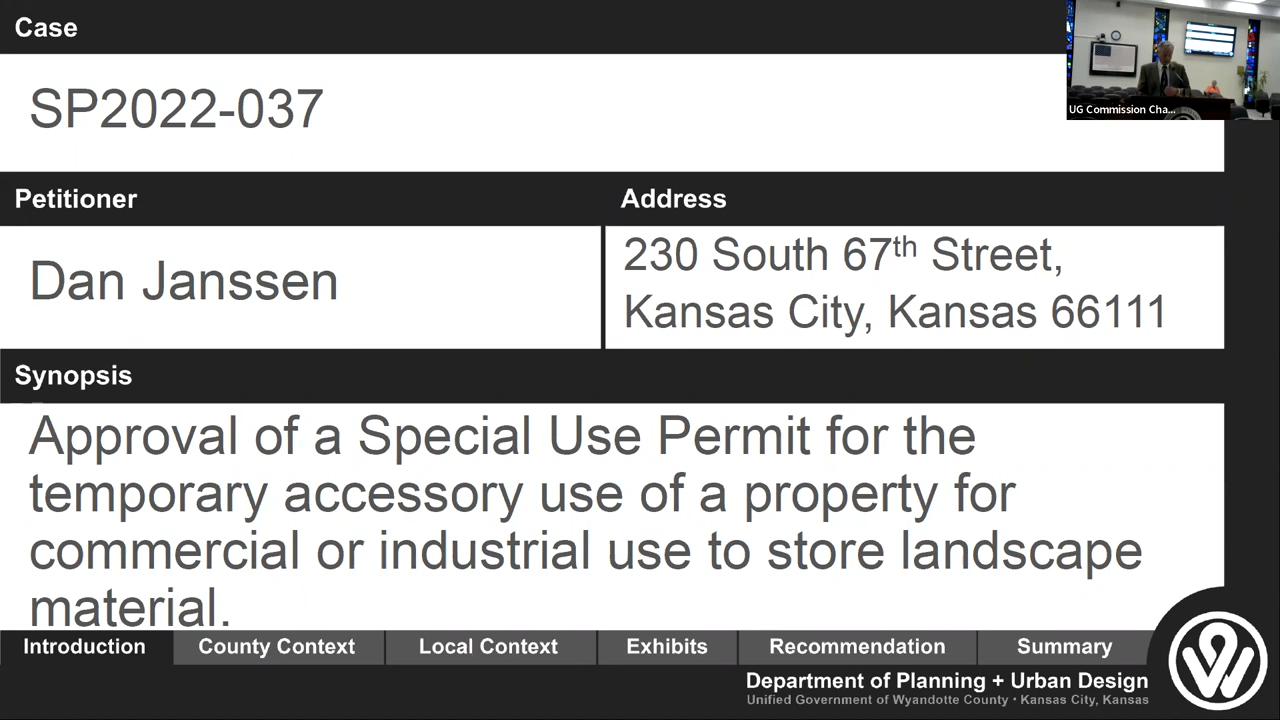 Case
SP2022-037
UG Commission Cha...
Petitioner
Address
Dan Janssen
230 South 67th Street,
Kansas City, Kansas 66111
Synopsis
Approval of a Special Use Permit for the
temporary accessory use of a property for
commercial or industrial use to store landscape
material.
Introduction
County Context
Local Context
Exhibits
Recommendation
Summary
Department of Planning + Urban Design
Unified Government of Wyandotte County • Kansas City, Kansas